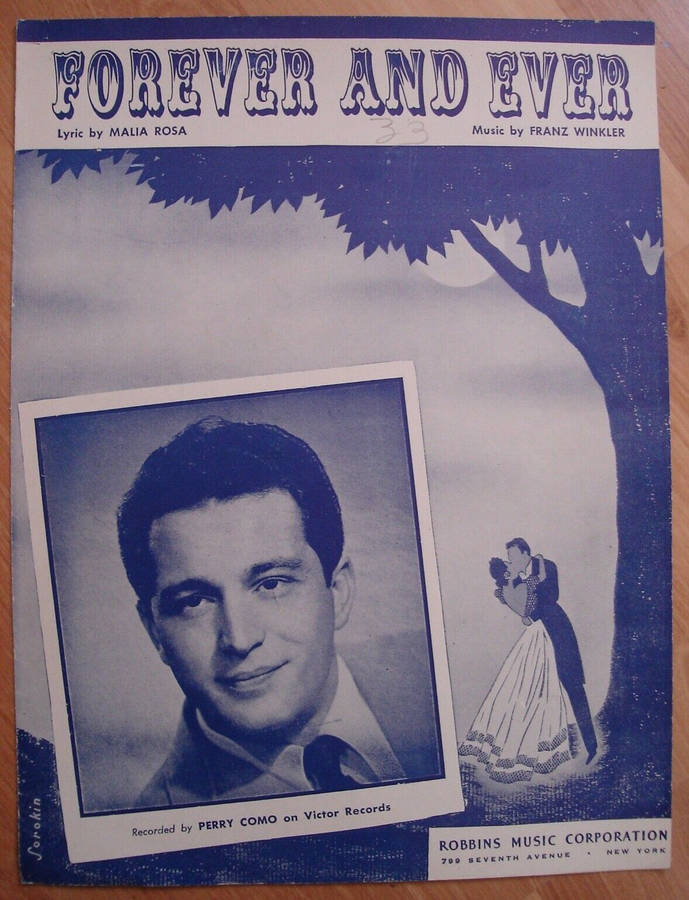 FOREVER AND EVER
Lyric by MALIA ROSA
Music by FRANZ WINKLER
33
Recorded by PERRY COMO on Victor Records
Sorokin
ROBBINS MUSIC CORPORATION
799 SEVENTH AVENUE • NEW YORK